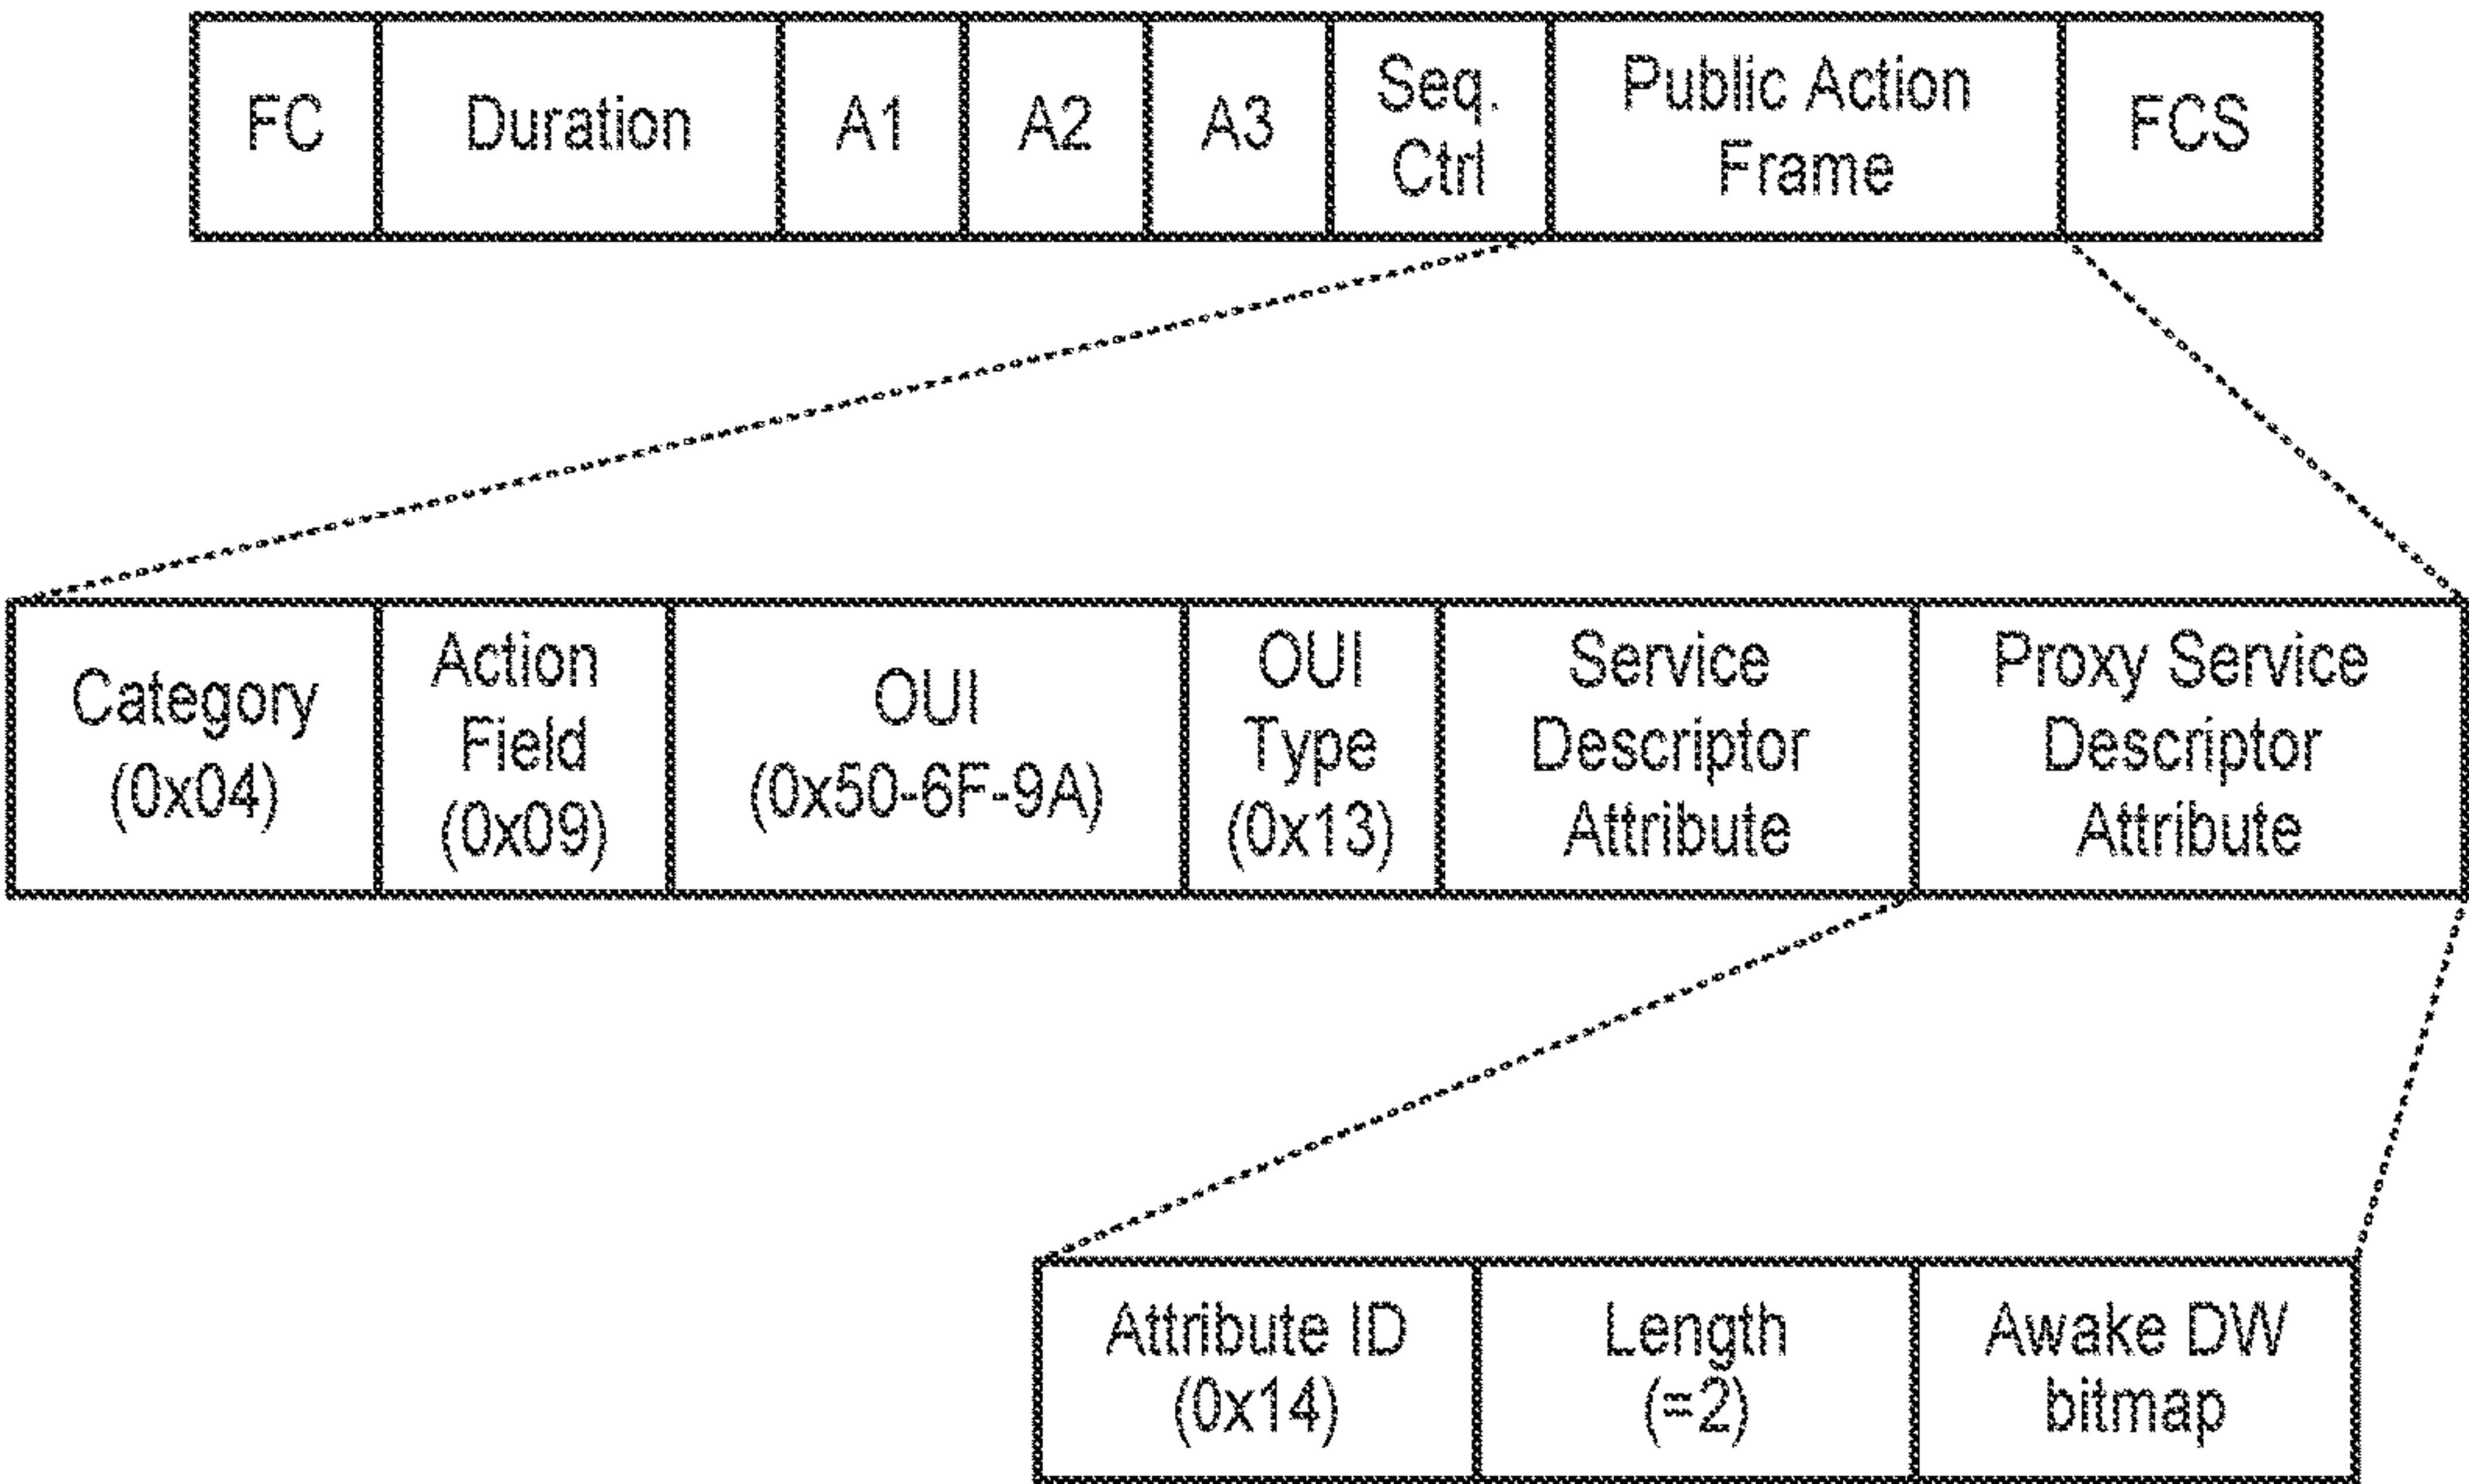 FC
Duration
A1
A2
A3
Seq.
Ctrl
Public Action
Frame
FCS
Category
(0x04)
Action
Field
(0x09)
OUI
(0x50-6F-9A)
OUI
Type
(0x13)
Service
Descriptor
Attribute
Proxy Service
Descriptor
Attribute
Attribute ID
(0x14)
Length
(=2)
Awake DW
bitmap